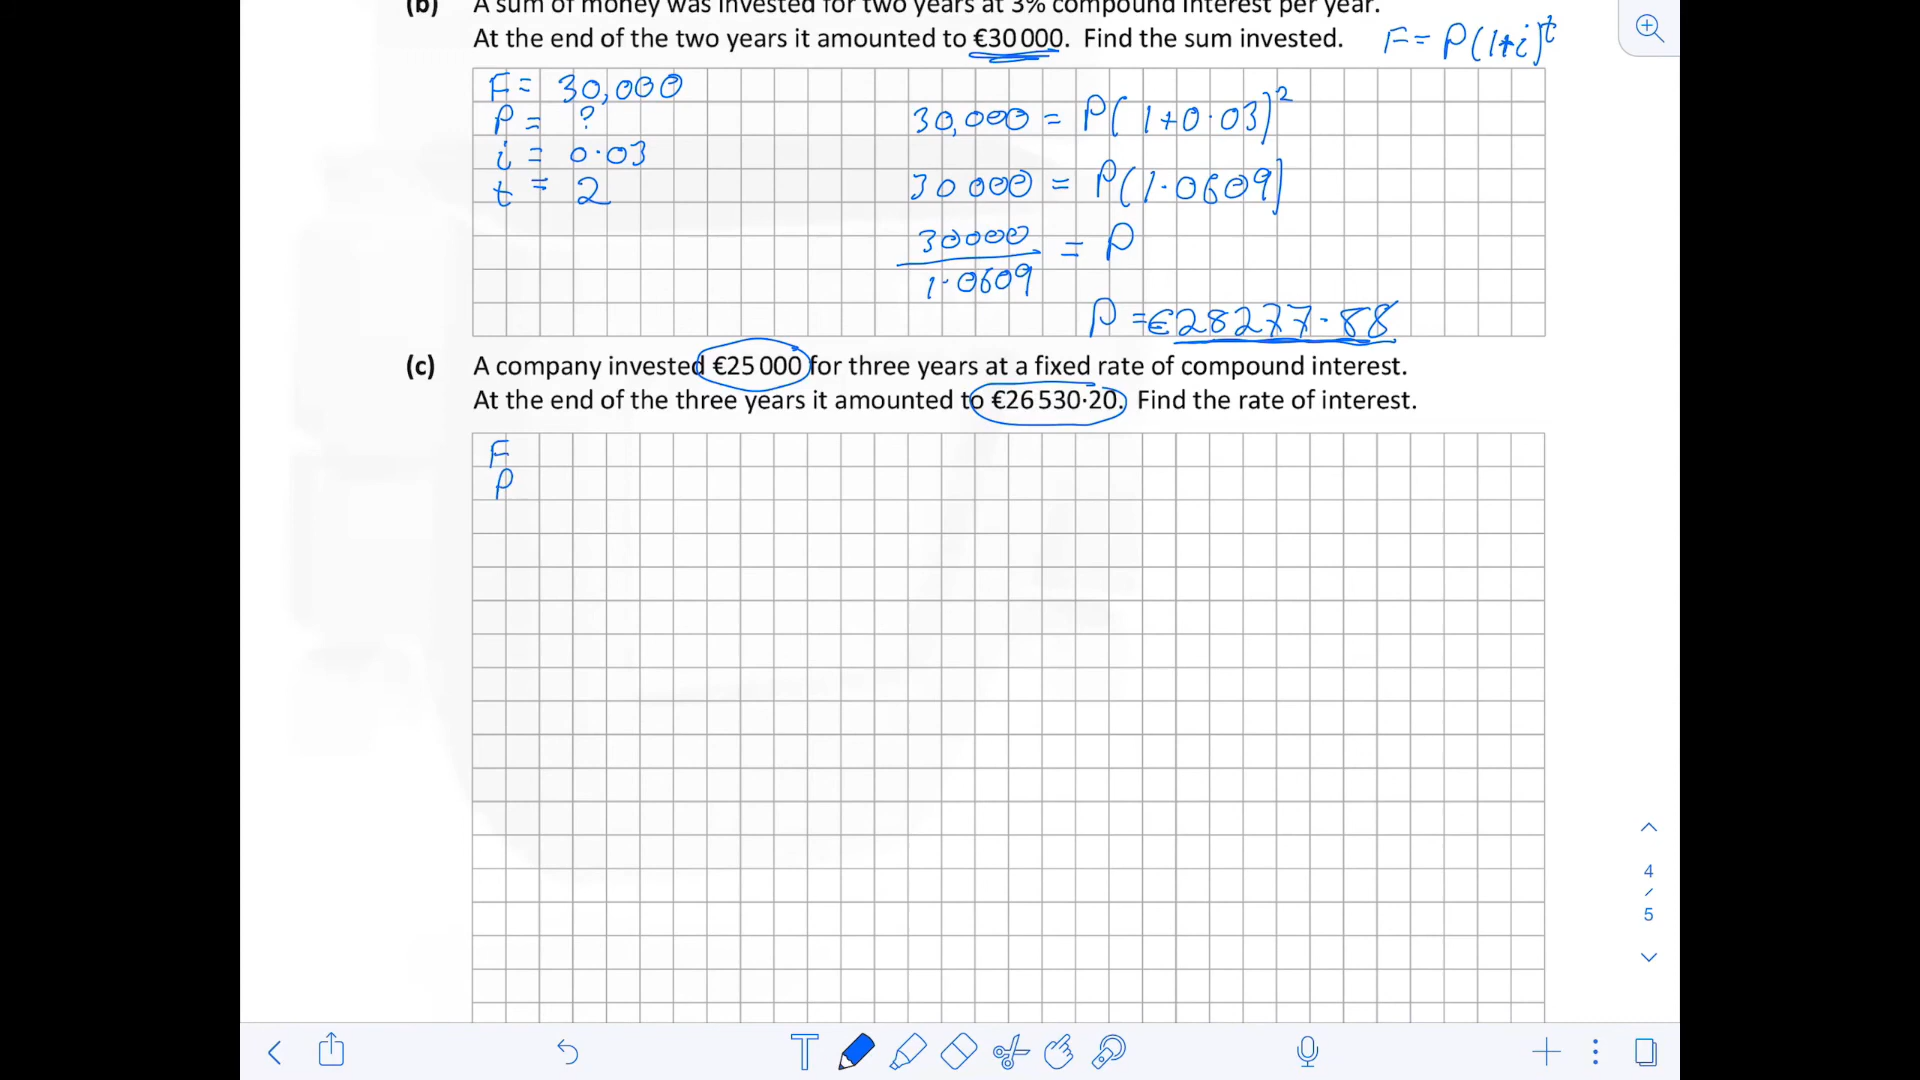 (b) A sum of money was invested for two years at 3% compound interest per year.
At the end of the two years it amounted to €30 000. Find the sum invested.
F = P(1+i)^t
F = 30,000
P = ?
i = 0.03
t = 2
30,000 = P(1+0.03)^2
30 000 = P(1.0609)
30000
1.0609
= P
P = €28277.88
(c) A company invested €25 000 for three years at a fixed rate of compound interest.
At the end of the three years it amounted to €26 530·20. Find the rate of interest.
F
P
4
/
5
T